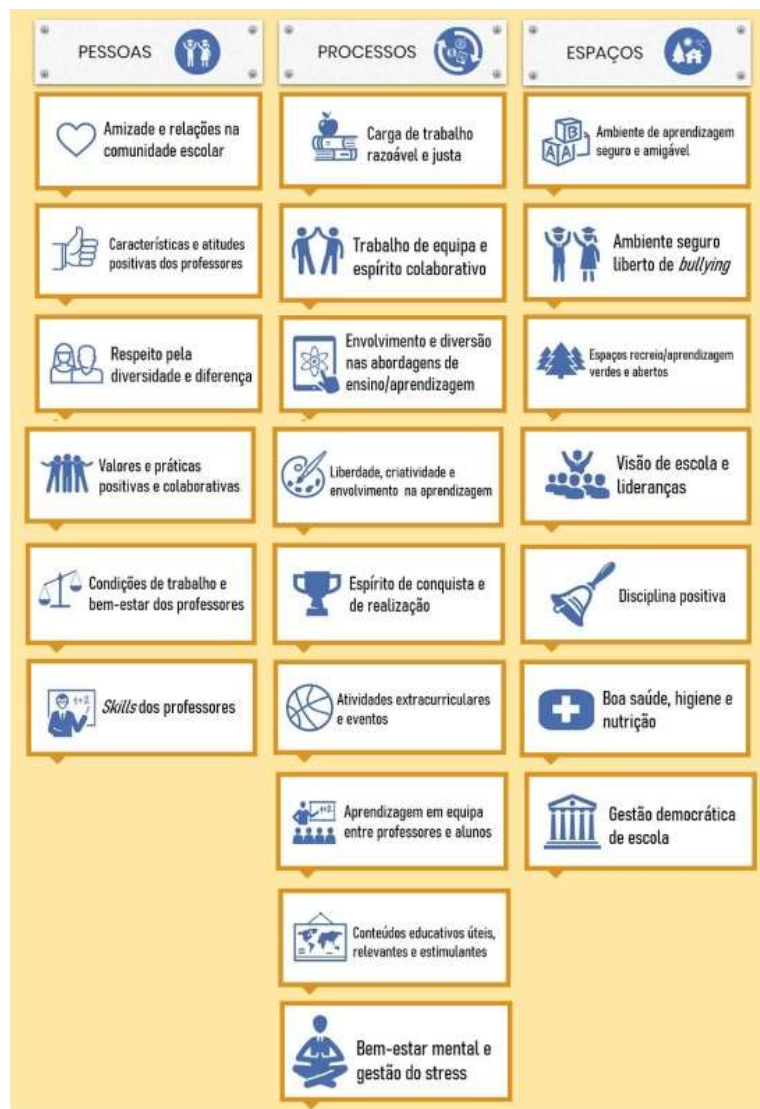 PESSOAS
Amizade e relações na
comunidade escolar
Características e atitudes
positivas dos professores
Respeito pela
diversidade e diferença
Valores e práticas
positivas e colaborativas
Condições de trabalho e
bem-estar dos professores
1+2
Skills dos professores
PROCESSOS
Carga de trabalho
razoável e justa
Trabalho de equipa e
espírito colaborativo
Envolvimento e diversão
nas abordagens de
ensino/aprendizagem
Liberdade, criatividade e
envolvimento na aprendizagem
Espírito de conquista e
de realização
Atividades extracurriculares
e eventos
1+2
Aprendizagem em equipa
entre professores e alunos
Conteúdos educativos úteis,
relevantes e estimulantes
Bem-estar mental e
gestão do stress
ESPAÇOS
B
A A
Ambiente de aprendizagem
seguro e amigável
Ambiente seguro
liberto de bullying
Espaços recreio/aprendizagem
verdes e abertos
Visão de escola e
lideranças
Disciplina positiva
Boa saúde, higiene e
nutrição
Gestão democrática
de escola